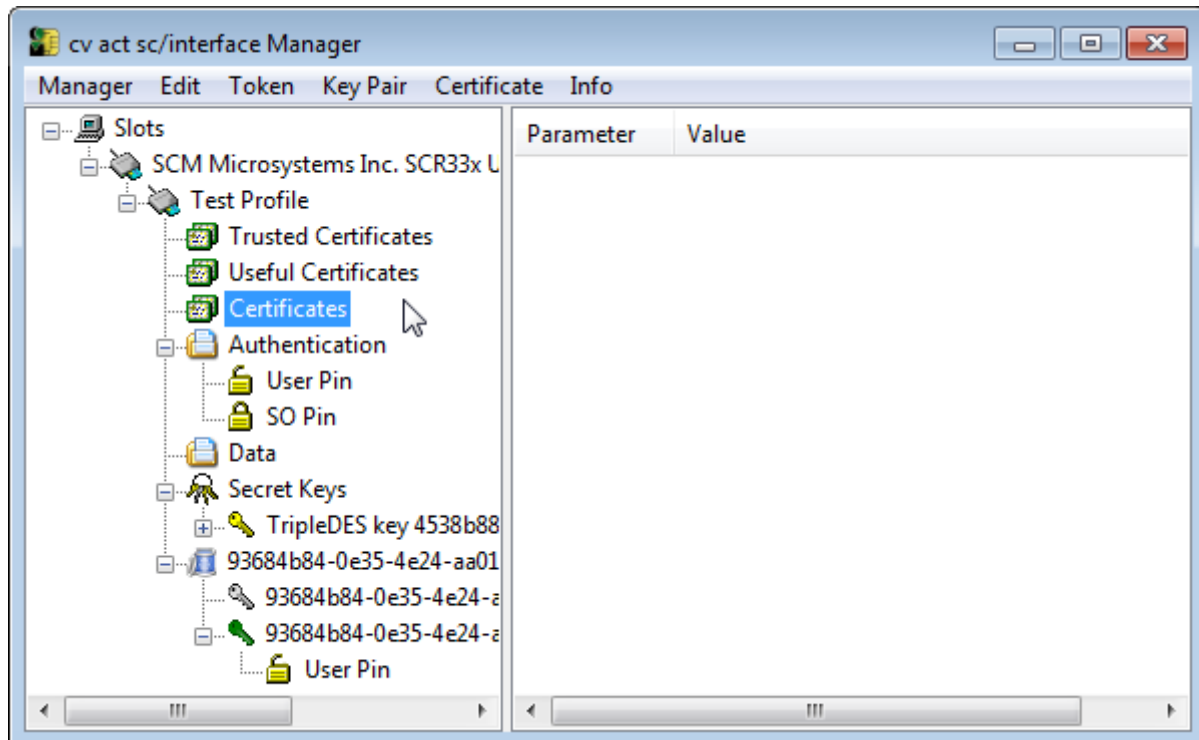 cv act sc/interface Manager
Manager Edit Token Key Pair Certificate Info
Slots
SCM Microsystems Inc. SCR33x U
Test Profile
Trusted Certificates
Useful Certificates
Certificates
Authentication
User Pin
SO Pin
Data
Secret Keys
TripleDES key 4538b88
93684b84-0e35-4e24-aa01
93684b84-0e35-4e24-a
93684b84-0e35-4e24-a
User Pin
Parameter Value